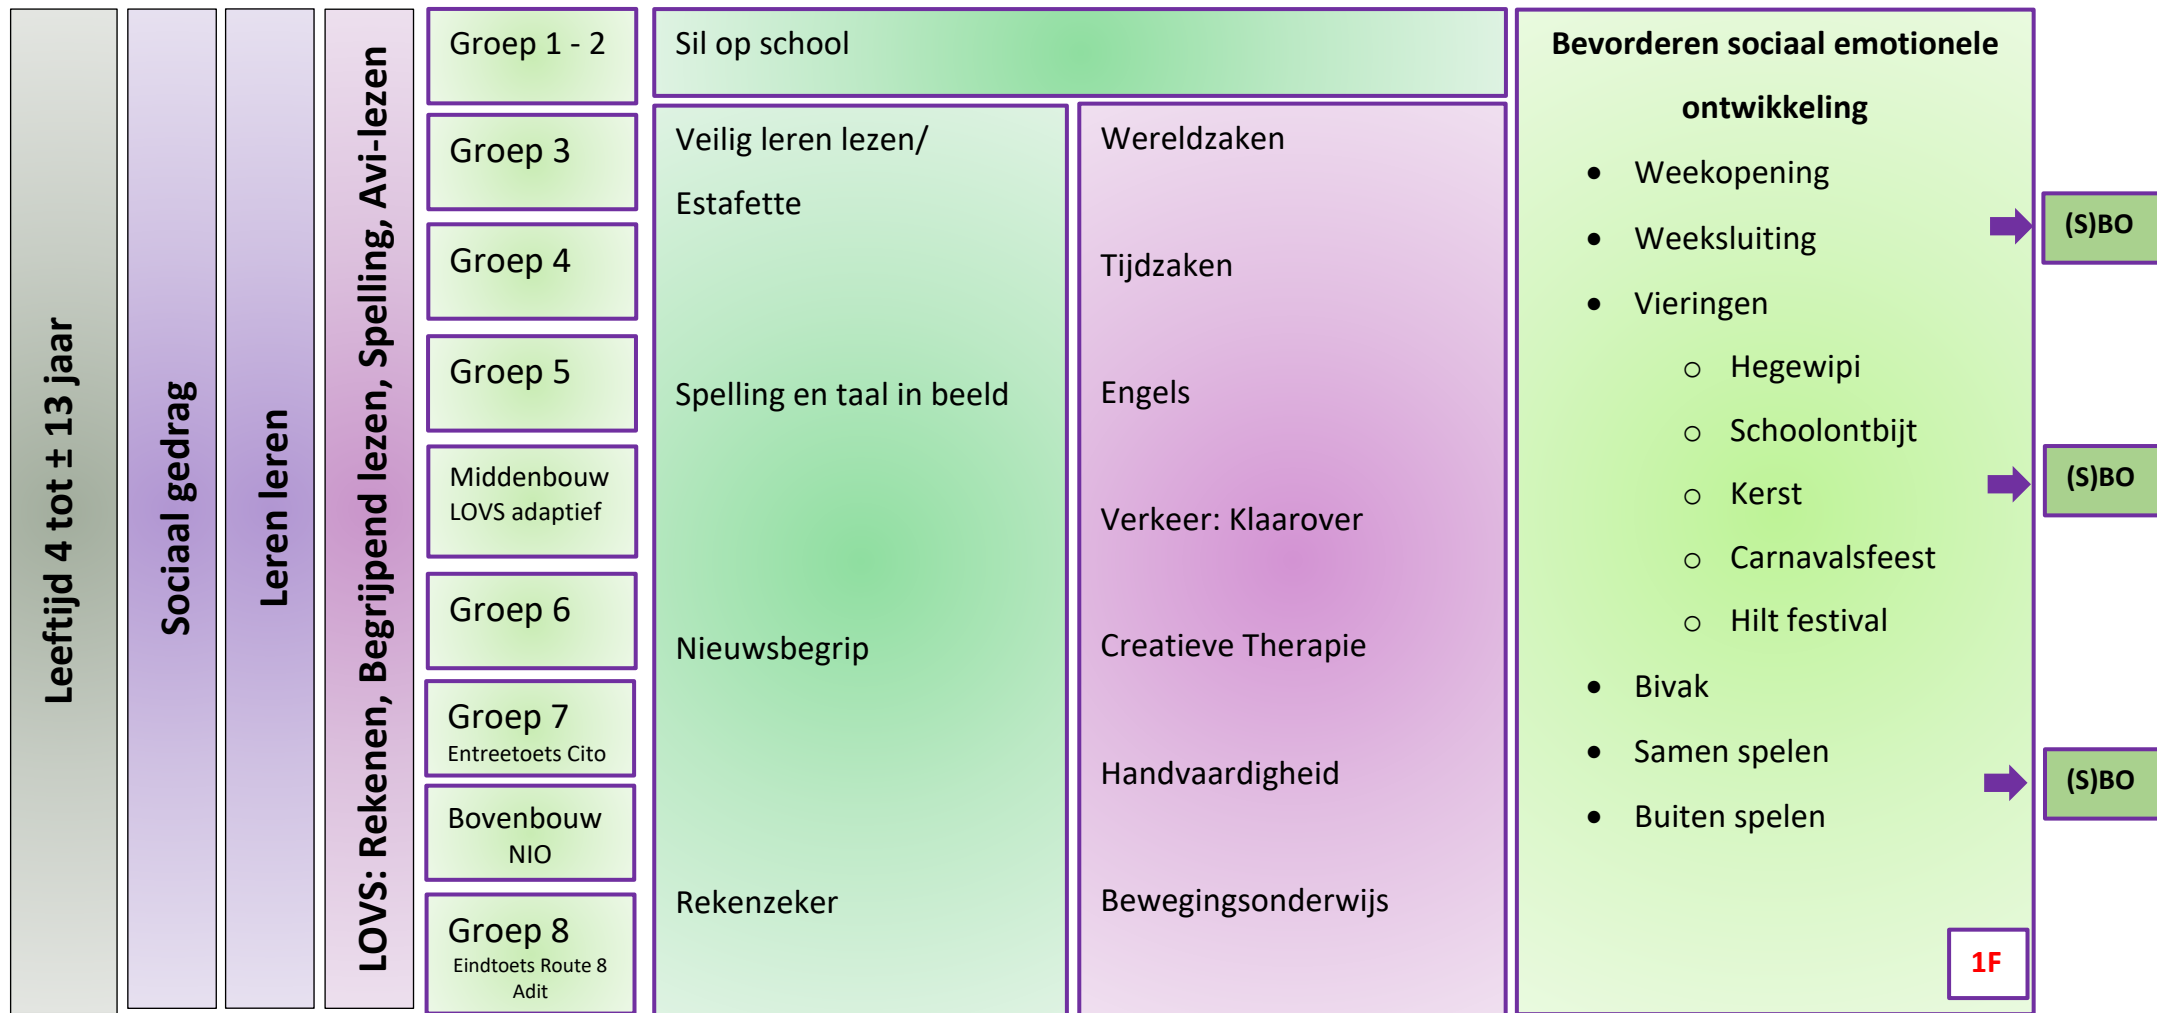 Leeftijd 4 tot ± 13 jaar
Sociaal gedrag
Leren leren
LOVS: Rekenen, Begrijpend lezen, Spelling, Avi-lezen
Groep 1 - 2
Groep 3
Groep 4
Groep 5
Middenbouw
LOVS adaptief
Groep 6
Groep 7
Entreetoets Cito
Bovenbouw
NIO
Groep 8
Eindtoets Route 8
Adit
Sil op school
Veilig leren lezen/
Estafette
Spelling en taal in beeld
Nieuwsbegrip
Rekenzeker
Wereldzaken
Tijdzaken
Engels
Verkeer: Klaarover
Creatieve Therapie
Handvaardigheid
Bewegingsonderwijs
Bevorderen sociaal emotionele
ontwikkeling
• Weekopening
• Weeksluiting
• Vieringen
o Hegewipi
o Schoolontbijt
o Kerst
o Carnavalsfeest
o Hilt festival
• Bivak
• Samen spelen
• Buiten spelen
1F
(S)BO
(S)BO
(S)BO